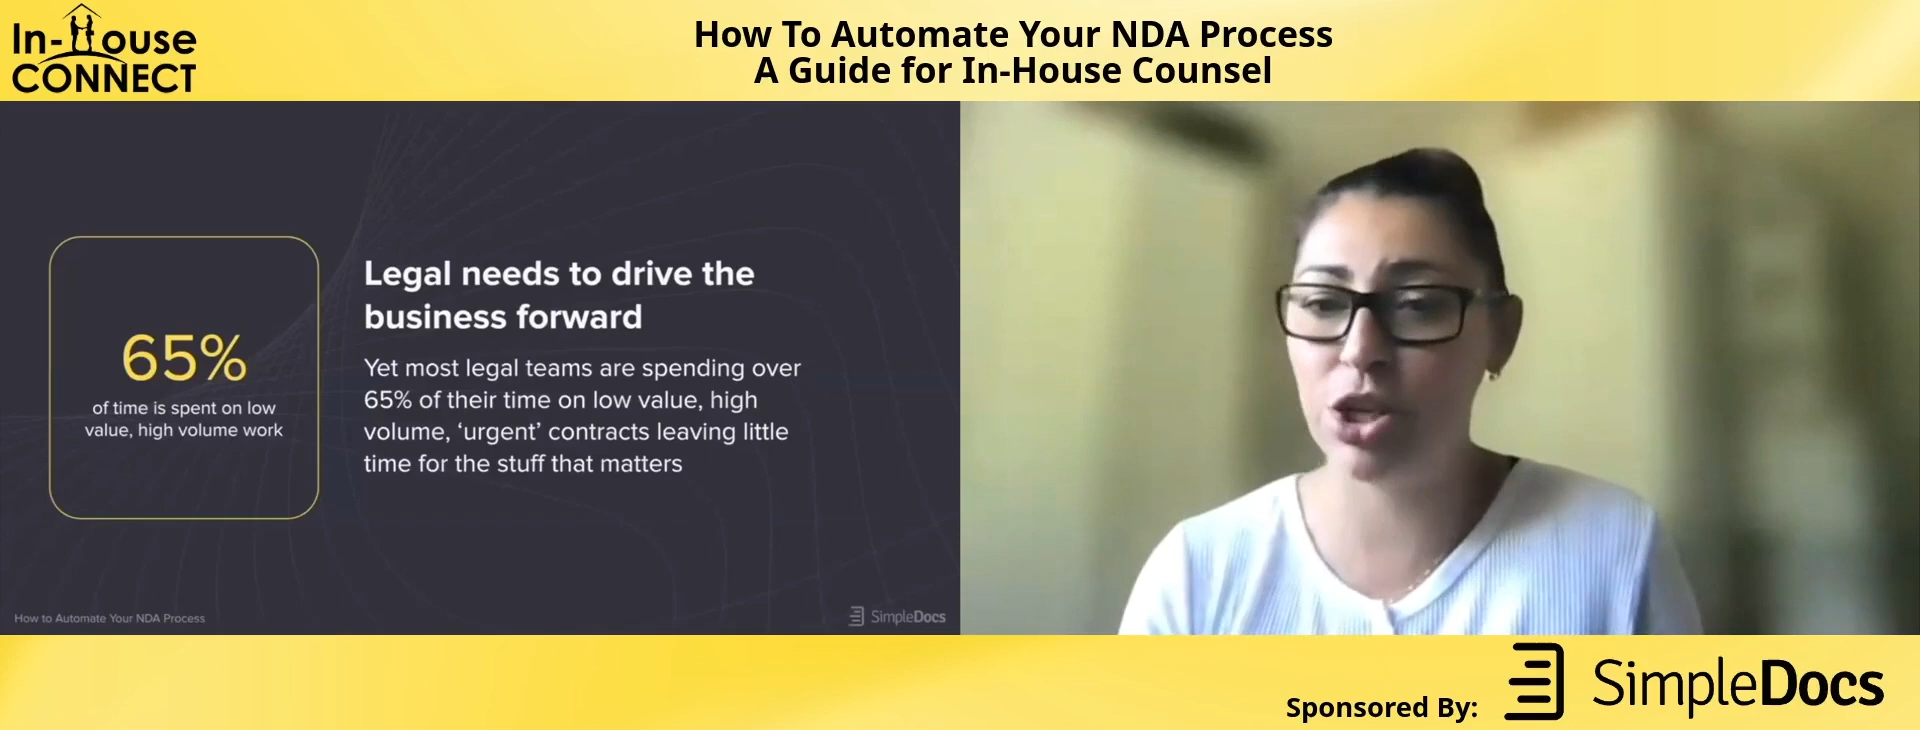 In-House
CONNECT
How To Automate Your NDA Process
A Guide for In-House Counsel
65%
of time is spent on low
value, high volume work
Legal needs to drive the
business forward
Yet most legal teams are spending over
65% of their time on low value, high
volume, ‘urgent’ contracts leaving little
time for the stuff that matters
How to Automate Your NDA Process
SimpleDocs
Sponsored By:
SimpleDocs